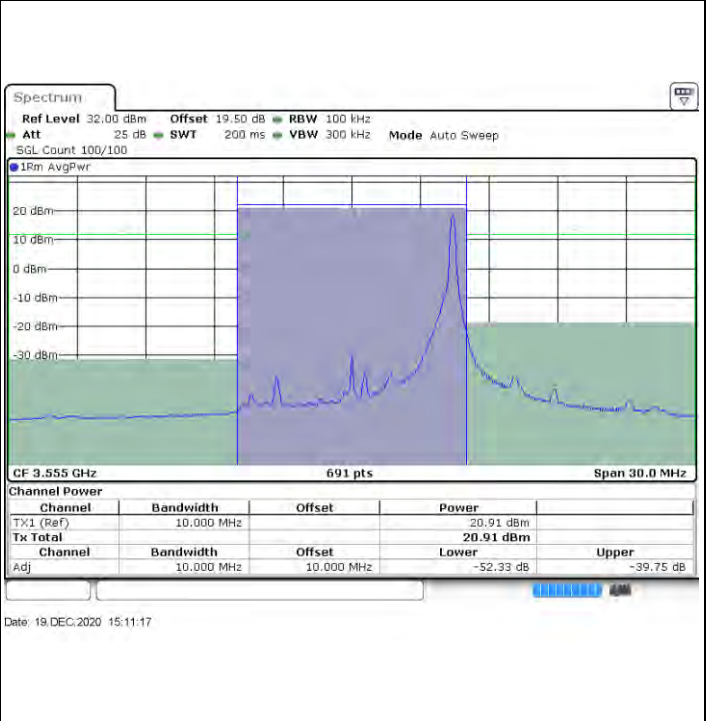 Spectrum
Ref Level 32.00 dBm Offset 19.50 dB RBW 100 kHz
Att 25 dB SWT 200 ms VBW 300 kHz Mode Auto Sweep
SGL Count 100/100
1Rm AvgPwr
20 dBm
10 dBm
0 dBm
-10 dBm
-20 dBm
-30 dBm
CF 3.555 GHz 691 pts Span 30.0 MHz
Channel Power
Channel Bandwidth Offset Power
TX1 (Ref) 10.000 MHz 20.91 dBm
Tx Total 20.91 dBm
Channel Bandwidth Offset Lower Upper
Adj 10.000 MHz 10.000 MHz -52.33 dB -39.75 dB
Date: 19.DEC.2020 15:11:17